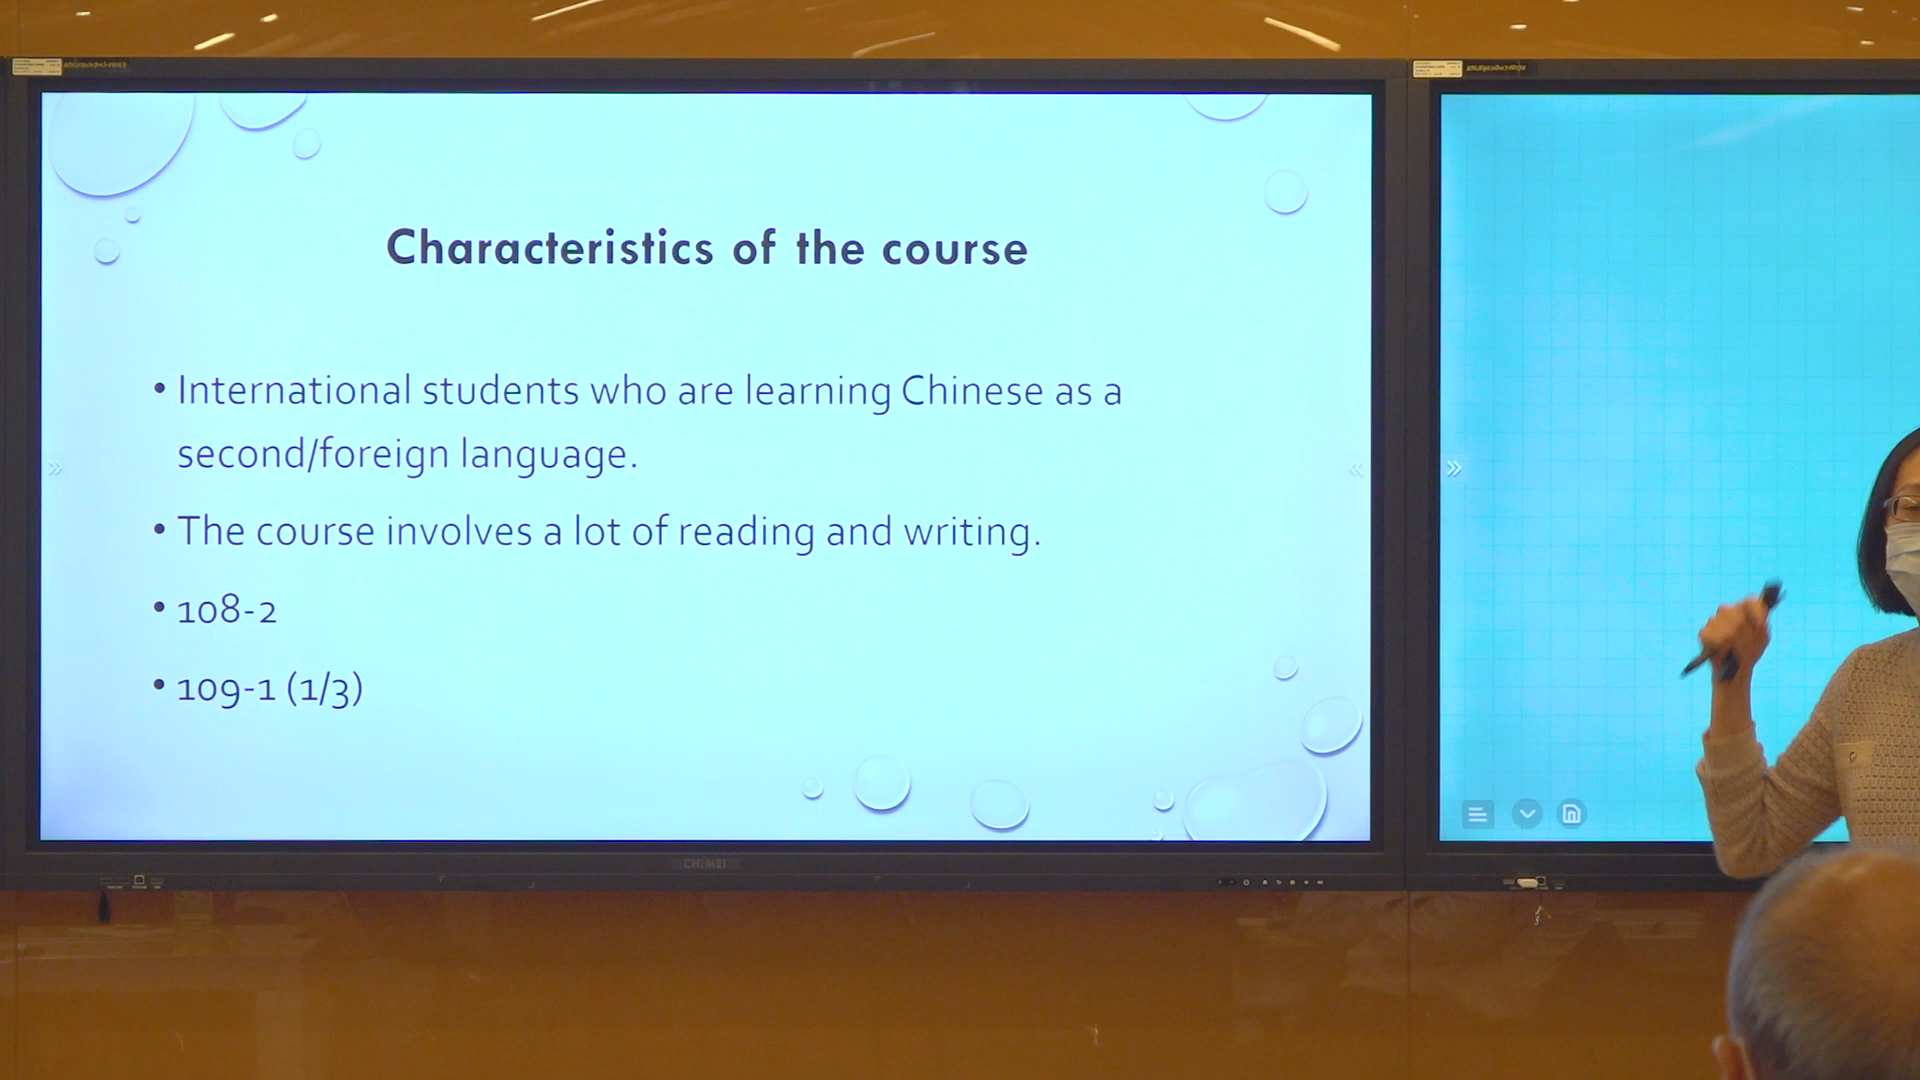 Characteristics of the course
• International students who are learning Chinese as a
second/foreign language.
• The course involves a lot of reading and writing.
• 108-2
• 109-1 (1/3)
CHIMEI